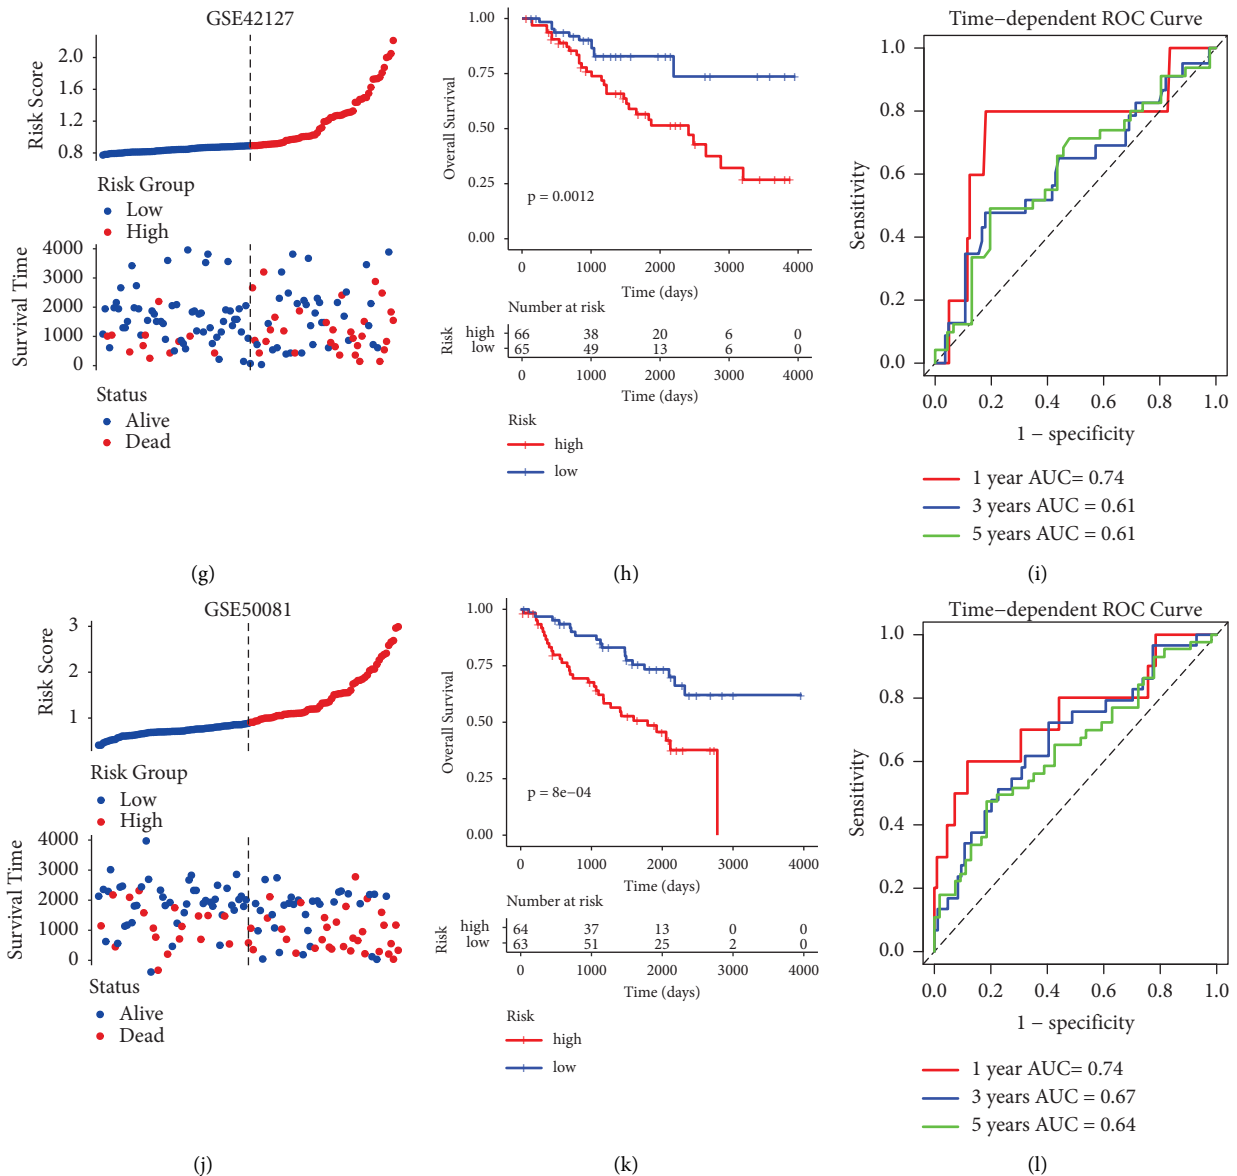 GSE42127
Risk Score
2.0
1.6
1.2
0.8
Risk Group
Low
High
Survival Time
4000
3000
2000
1000
0
Status
Alive
Dead
(g)
Overall Survival
1.00
0.75
0.50
0.25
0.00
p = 0.0012
0 1000 2000 3000 4000
Time (days)
Number at risk
Risk
high 66 38 20 6 0
low 65 49 13 6 0
0 1000 2000 3000 4000
Time (days)
Risk
high
low
(h)
Time−dependent ROC Curve
Sensitivity
1.0
0.8
0.6
0.4
0.2
0.0
0.0 0.2 0.4 0.6 0.8 1.0
1 − specificity
1 year AUC= 0.74
3 years AUC = 0.61
5 years AUC = 0.61
(i)
GSE50081
Risk Score
3
2
1
Risk Group
Low
High
Survival Time
4000
3000
2000
1000
0
Status
Alive
Dead
(j)
Overall Survival
1.00
0.75
0.50
0.25
0.00
p = 8e−04
0 1000 2000 3000 4000
Time (days)
Number at risk
Risk
high 64 37 13 0 0
low 63 51 25 2 0
0 1000 2000 3000 4000
Time (days)
Risk
high
low
(k)
Time−dependent ROC Curve
Sensitivity
1.0
0.8
0.6
0.4
0.2
0.0
0.0 0.2 0.4 0.6 0.8 1.0
1 − specificity
1 year AUC= 0.74
3 years AUC = 0.67
5 years AUC = 0.64
(l)